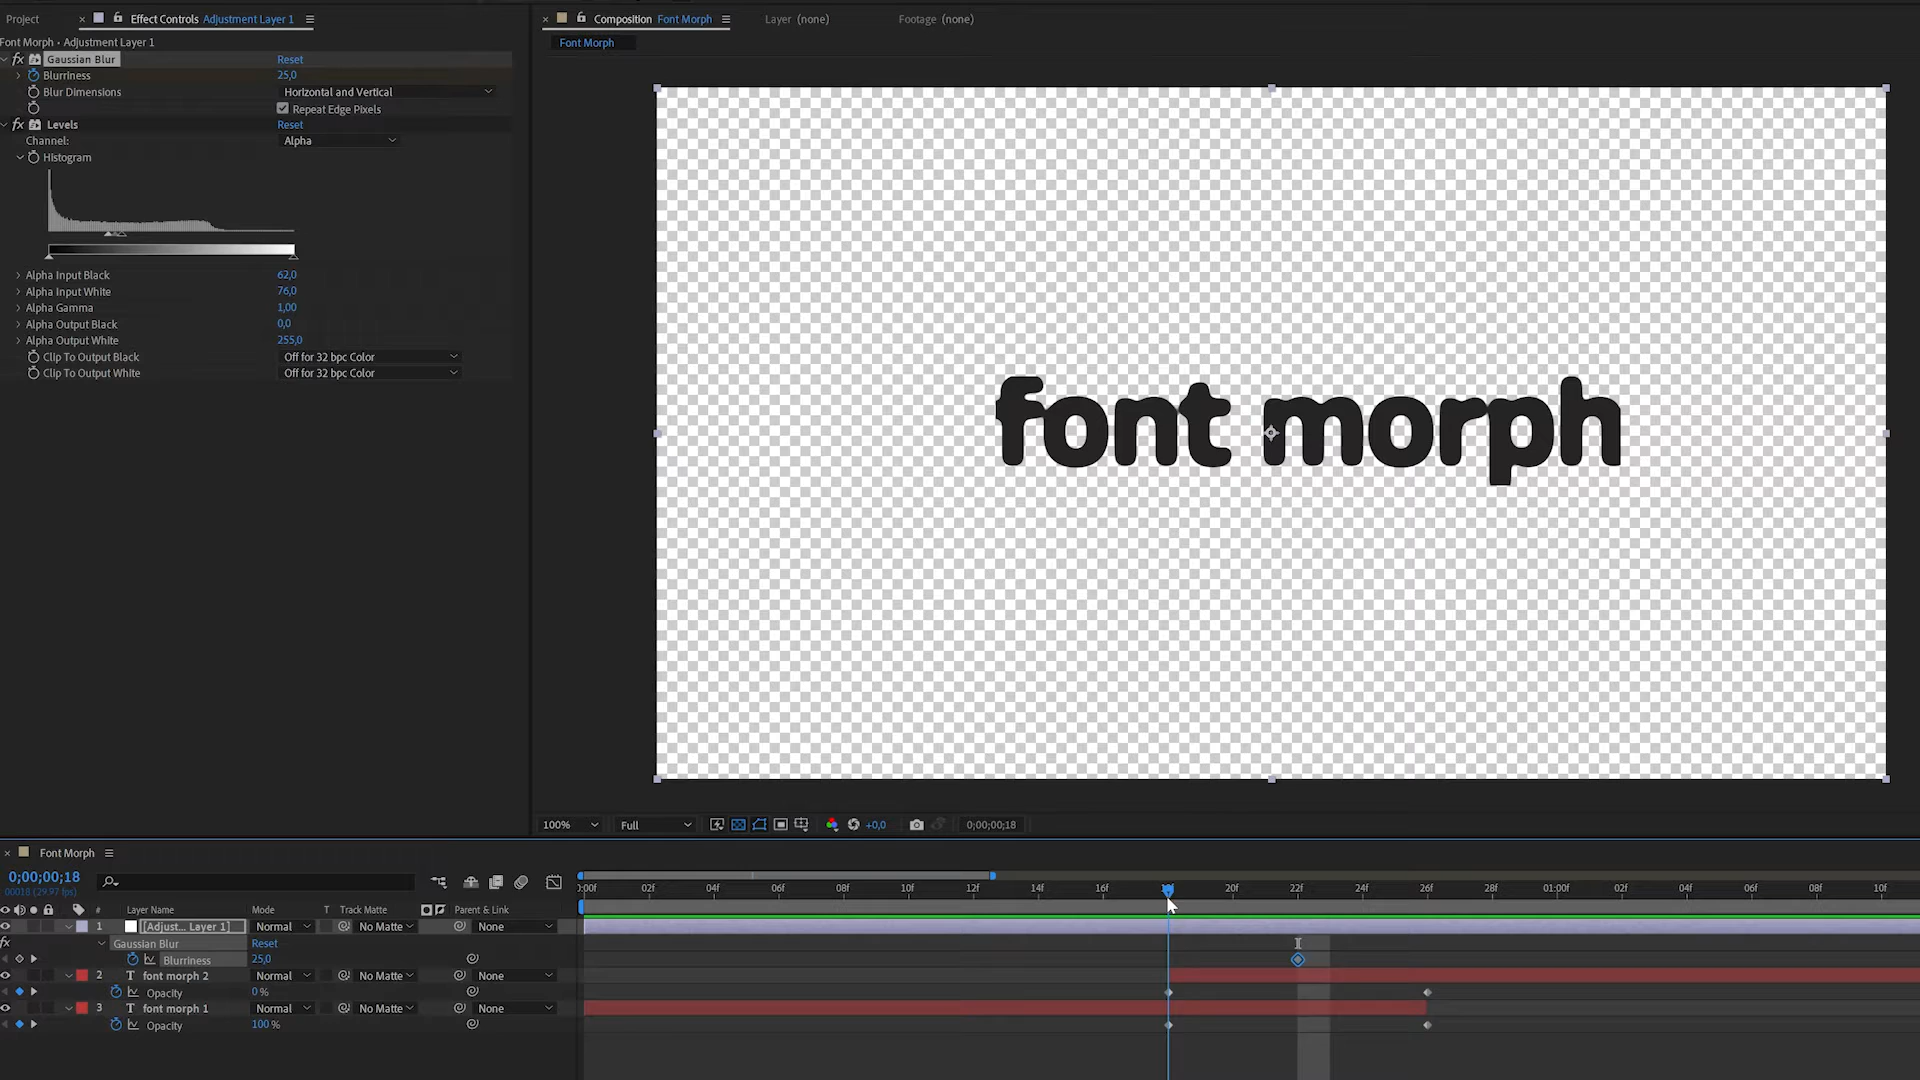 Project
Effect Controls Adjustment Layer 1
Font Morph • Adjustment Layer 1
fx Gaussian Blur Reset
Blurriness 25,0
Blur Dimensions Horizontal and Vertical
Repeat Edge Pixels
fx Levels Reset
Channel: Alpha
Histogram
Alpha Input Black 62,0
Alpha Input White 76,0
Alpha Gamma 1,00
Alpha Output Black 0,0
Alpha Output White 255,0
Clip To Output Black Off for 32 bpc Color
Clip To Output White Off for 32 bpc Color
Composition Font Morph
Layer (none)
Footage (none)
Font Morph
font morph
100% Full +0,0 0;00;00;18
Font Morph
0;00;00;18
00018 (29.97 fps)
:00f 02f 04f 06f 08f 10f 12f 14f 16f 20f 22f 24f 26f 28f 01:00f 02f 04f 06f 08f 10f
# Layer Name Mode T Track Matte Parent & Link
1 [Adjust... Layer 1] Normal No Matte None
fx Gaussian Blur Reset
Blurriness 25,0
2 T font morph 2 Normal No Matte None
Opacity 0 %
3 T font morph 1 Normal No Matte None
Opacity 100 %